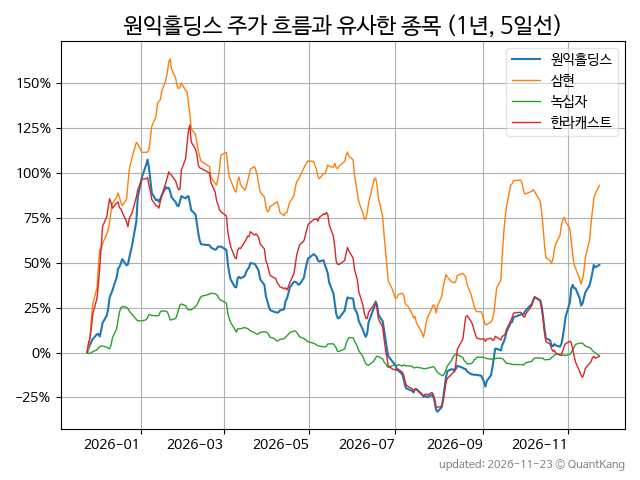 원익홀딩스 주가 흐름과 유사한 종목 (1년, 5일선)
원익홀딩스
삼현
녹십자
한라캐스트
150%
125%
100%
75%
50%
25%
0%
−25%
2026-01
2026-03
2026-05
2026-07
2026-09
2026-11
updated: 2026-11-23 © QuantKang